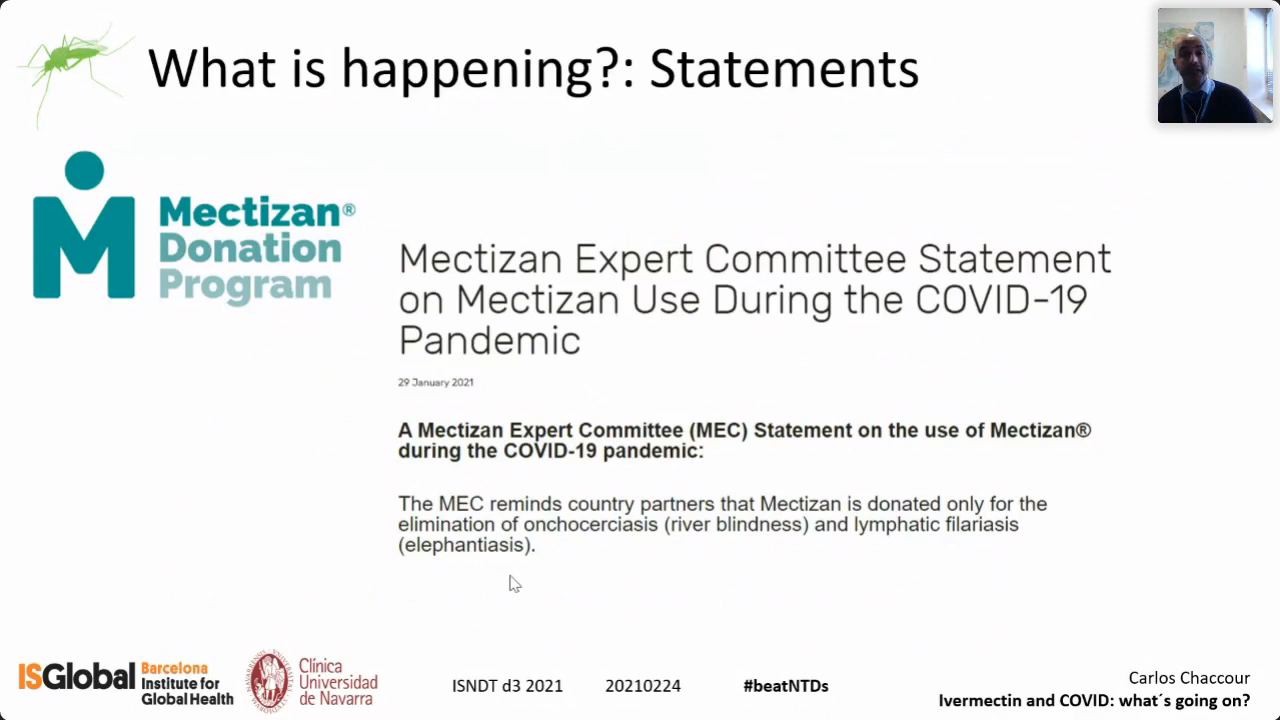 What is happening?: Statements
Mectizan®
Donation
Program
Mectizan Expert Committee Statement
on Mectizan Use During the COVID-19
Pandemic
29 January 2021
A Mectizan Expert Committee (MEC) Statement on the use of Mectizan®
during the COVID-19 pandemic:
The MEC reminds country partners that Mectizan is donated only for the
elimination of onchocerciasis (river blindness) and lymphatic filariasis
(elephantiasis).
ISGlobal
Barcelona
Institute for
Global Health
Clínica
Universidad
de Navarra
ISNDT d3 2021
20210224
#beatNTDs
Carlos Chaccour
Ivermectin and COVID: what´s going on?